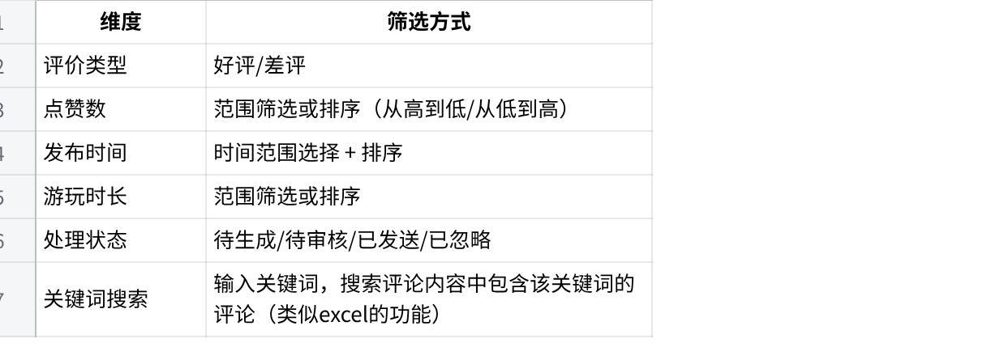 1 维度 筛选方式
2 评价类型 好评/差评
3 点赞数 范围筛选或排序（从高到低/从低到高）
4 发布时间 时间范围选择 + 排序
5 游玩时长 范围筛选或排序
6 处理状态 待生成/待审核/已发送/已忽略
7 关键词搜索 输入关键词，搜索评论内容中包含该关键词的
评论（类似excel的功能）